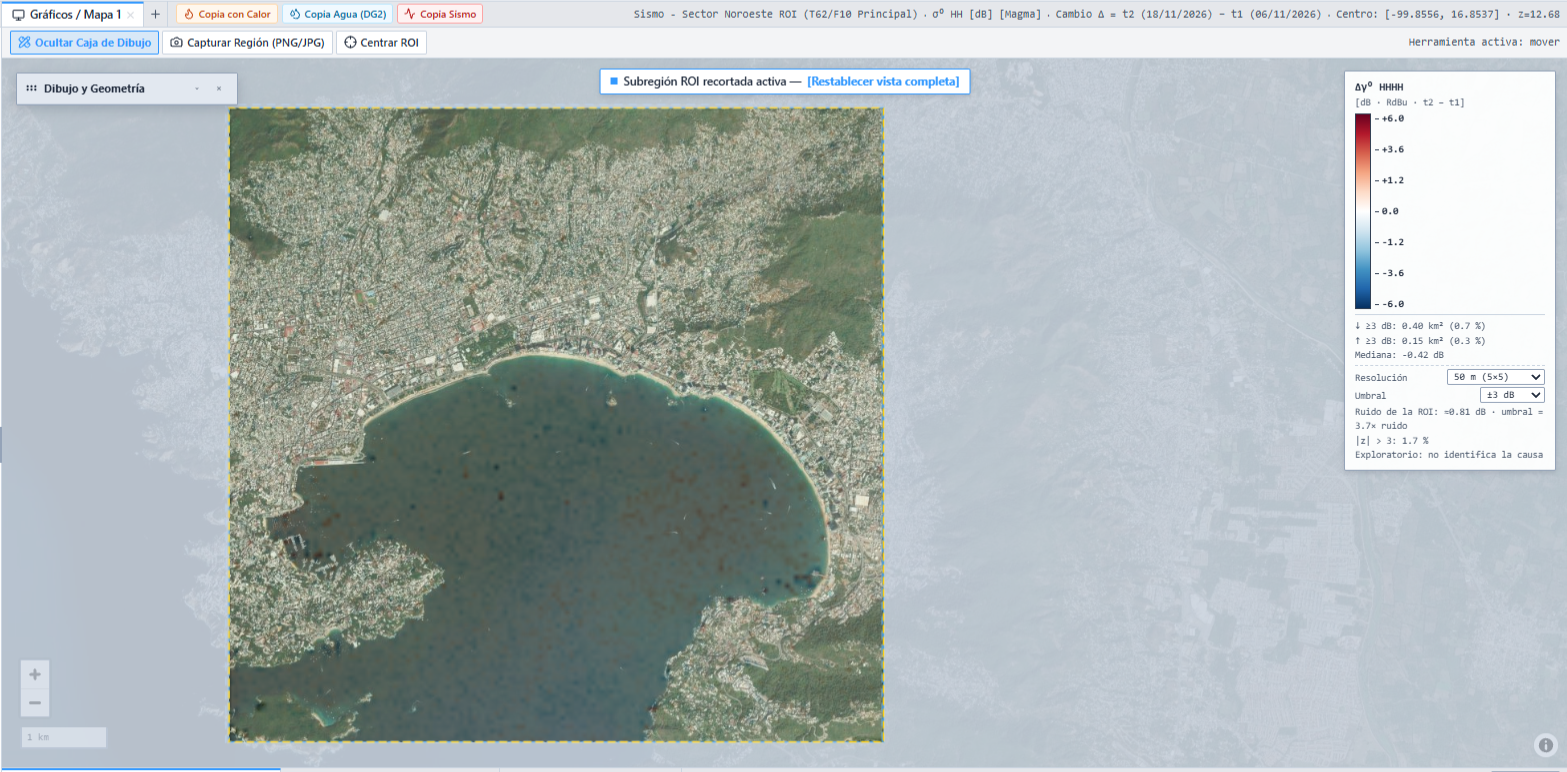 Gráficos / Mapa 1 × + Copia con Calor Copia Agua (DG2) Copia Sismo Sismo - Sector Noroeste ROI (T62/F10 Principal) · σ⁰ HH [dB] [Magma] · Cambio Δ = t2 (18/11/2026) − t1 (06/11/2026) · Centro: [-99.8556, 16.8537] · z=12.68
Ocultar Caja de Dibujo Capturar Región (PNG/JPG) Centrar ROI Herramienta activa: mover
Dibujo y Geometría ×
Subregión ROI recortada activa — [Restablecer vista completa]
Δγ⁰ HHHH
[dB · RdBu · t2 − t1]
+6.0
+3.6
+1.2
0.0
-1.2
-3.6
-6.0
↓ ≥3 dB: 0.40 km² (0.7 %)
↑ ≥3 dB: 0.15 km² (0.3 %)
Mediana: -0.42 dB
Resolución 50 m (5×5)
Umbral ±3 dB
Ruido de la ROI: ≈0.81 dB · umbral =
3.7× ruido
|z| > 3: 1.7 %
Exploratorio: no identifica la causa
+
−
1 km